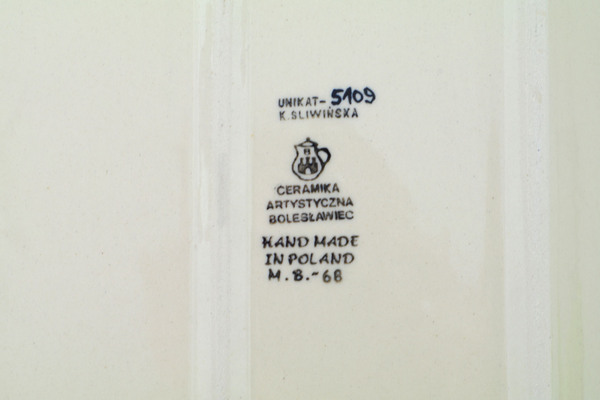 UNIKAT-5109
K.SLIWIŃSKA
CERAMIKA
ARTYSTYCZNA
BOLESŁAWIEC
HAND MADE
IN POLAND
M.B.-68